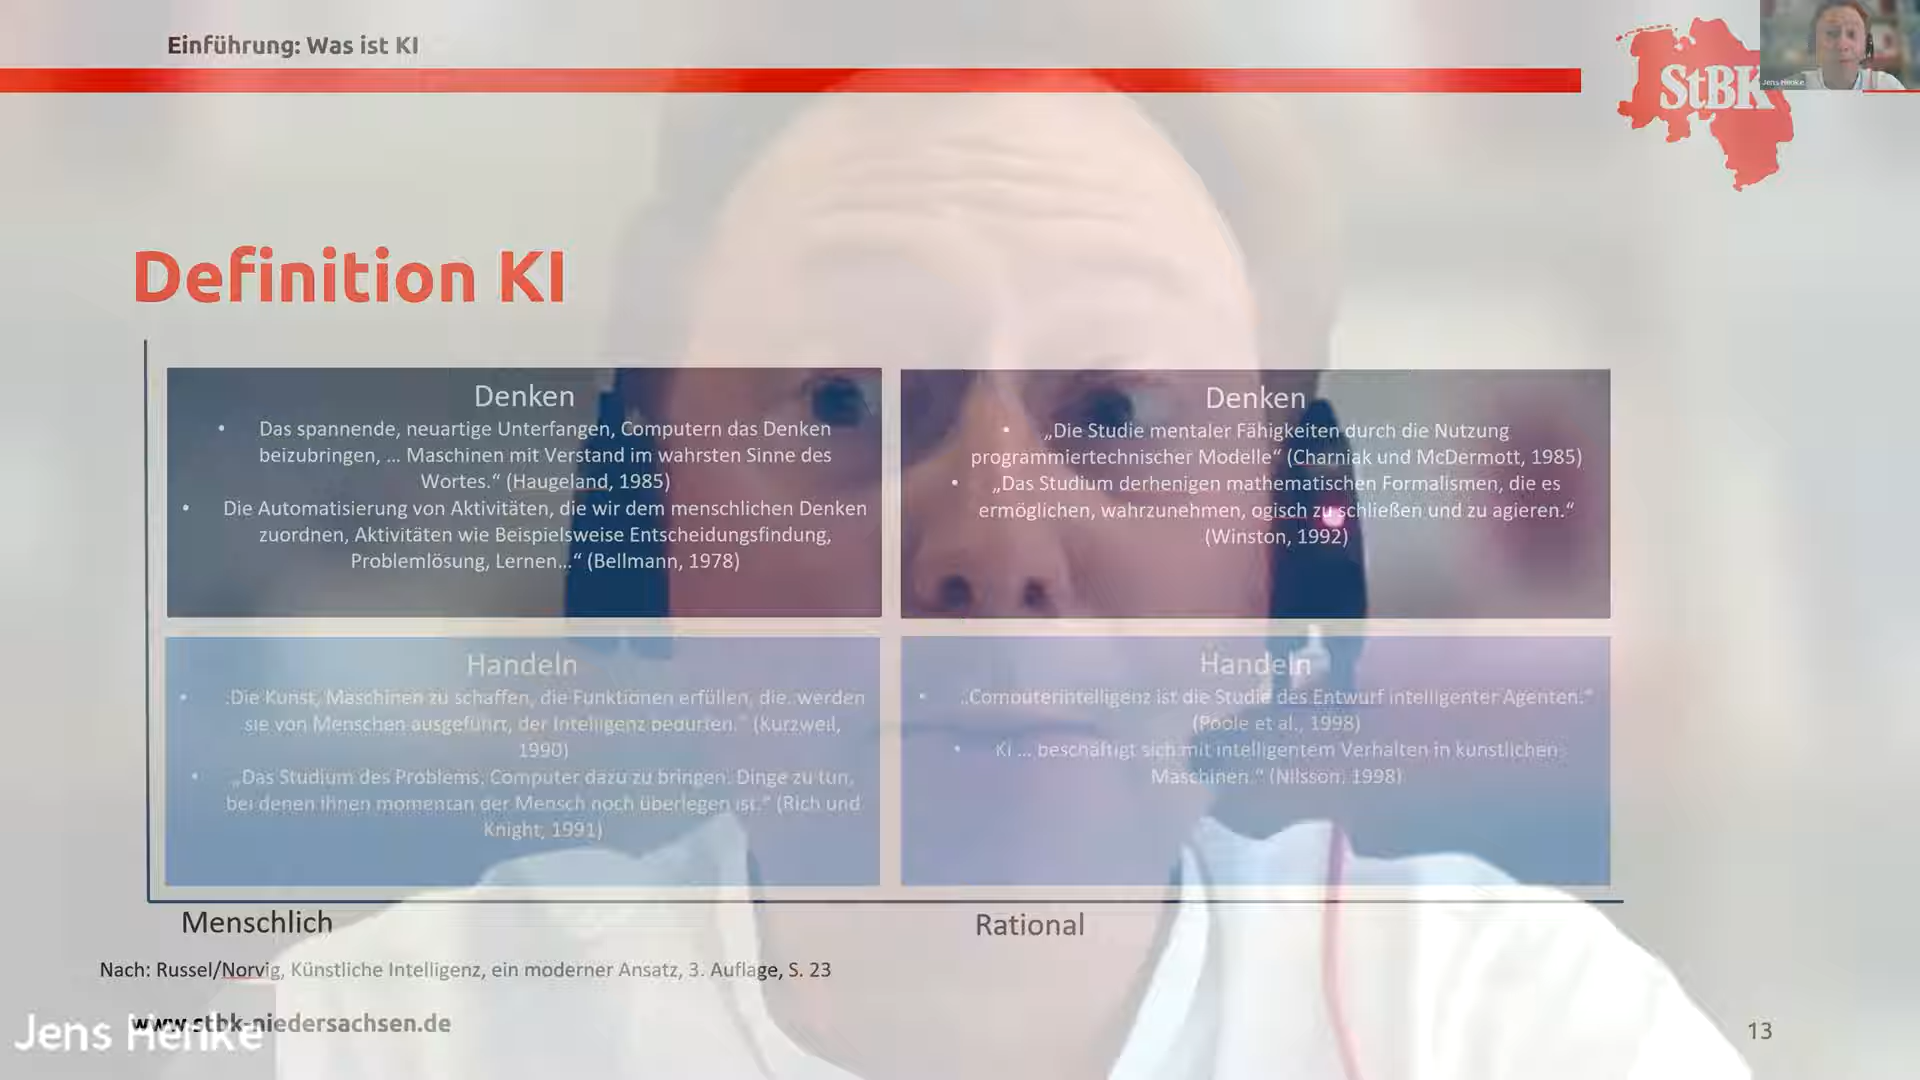 Einführung: Was ist KI
StBK
Jens Henke
Definition KI
Denken
• Das spannende, neuartige Unterfangen, Computern das Denken
beizubringen, ... Maschinen mit Verstand im wahrsten Sinne des
Wortes.“ (Haugeland, 1985)
• Die Automatisierung von Aktivitäten, die wir dem menschlichen Denken
zuordnen, Aktivitäten wie Beispielsweise Entscheidungsfindung,
Problemlösung, Lernen...“ (Bellmann, 1978)
Denken
• „Die Studie mentaler Fähigkeiten durch die Nutzung
programmiertechnischer Modelle“ (Charniak und McDermott, 1985)
• „Das Studium derhenigen mathematischen Formalismen, die es
ermöglichen, wahrzunehmen, ogisch zu schließen und zu agieren.“
(Winston, 1992)
Handeln
• „Die Kunst, Maschinen zu schaffen, die Funktionen erfüllen, die, werden
sie von Menschen ausgeführt, der Intelligenz bedürfen.“ (Kurzweil,
1990)
• „Das Studium des Problems, Computer dazu zu bringen, Dinge zu tun,
bei denen ihnen momentan der Mensch noch überlegen ist.“ (Rich und
Knight, 1991)
Handeln
• „Computerintelligenz ist die Studie des Entwurf intelligenter Agenten.“
(Poole et al., 1998)
• KI ... beschäftigt sich mit intelligentem Verhalten in künstlichen
Maschinen.“ (Nilsson, 1998)
Menschlich
Rational
Nach: Russel/Norvig, Künstliche Intelligenz, ein moderner Ansatz, 3. Auflage, S. 23
www.stbk-niedersachsen.de
Jens Henke
13